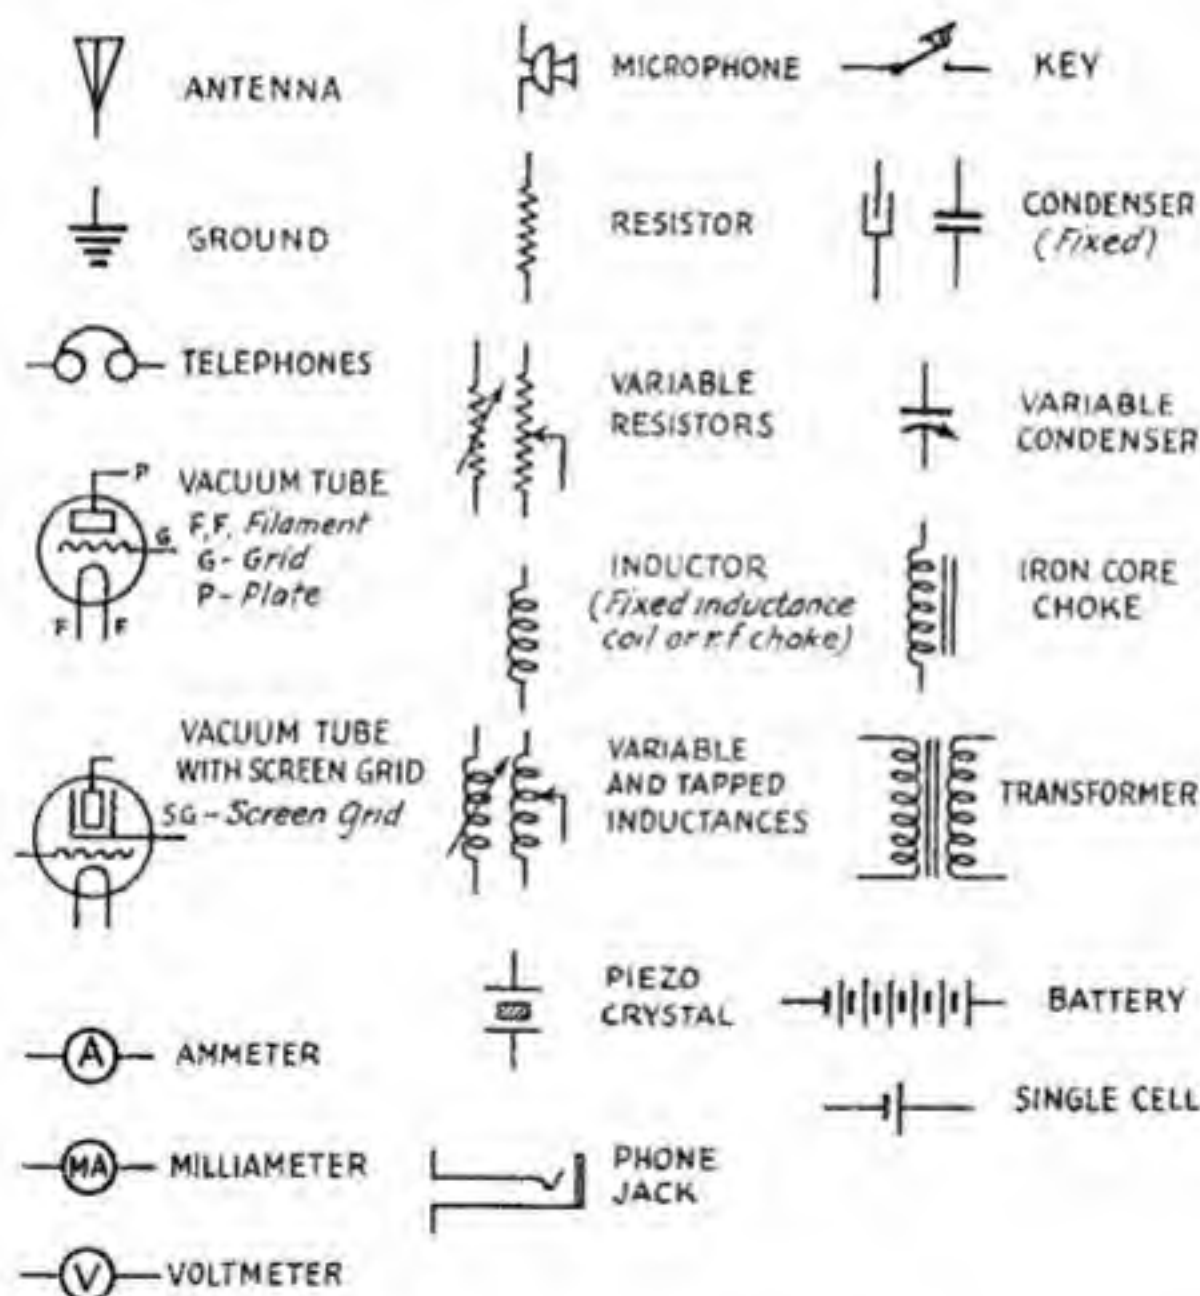 ANTENNA
GROUND
TELEPHONES
P
G
F
F
VACUUM TUBE
F,F, Filament
G- Grid
P- Plate
VACUUM TUBE
WITH SCREEN GRID
SG- Screen Grid
A
AMMETER
MA
MILLIAMETER
V
VOLTMETER
MICROPHONE
RESISTOR
VARIABLE
RESISTORS
INDUCTOR
(Fixed inductance
coil or r.f choke)
VARIABLE
AND TAPPED
INDUCTANCES
PIEZO
CRYSTAL
PHONE
JACK
KEY
CONDENSER
(Fixed)
VARIABLE
CONDENSER
IRON CORE
CHOKE
TRANSFORMER
BATTERY
SINGLE CELL